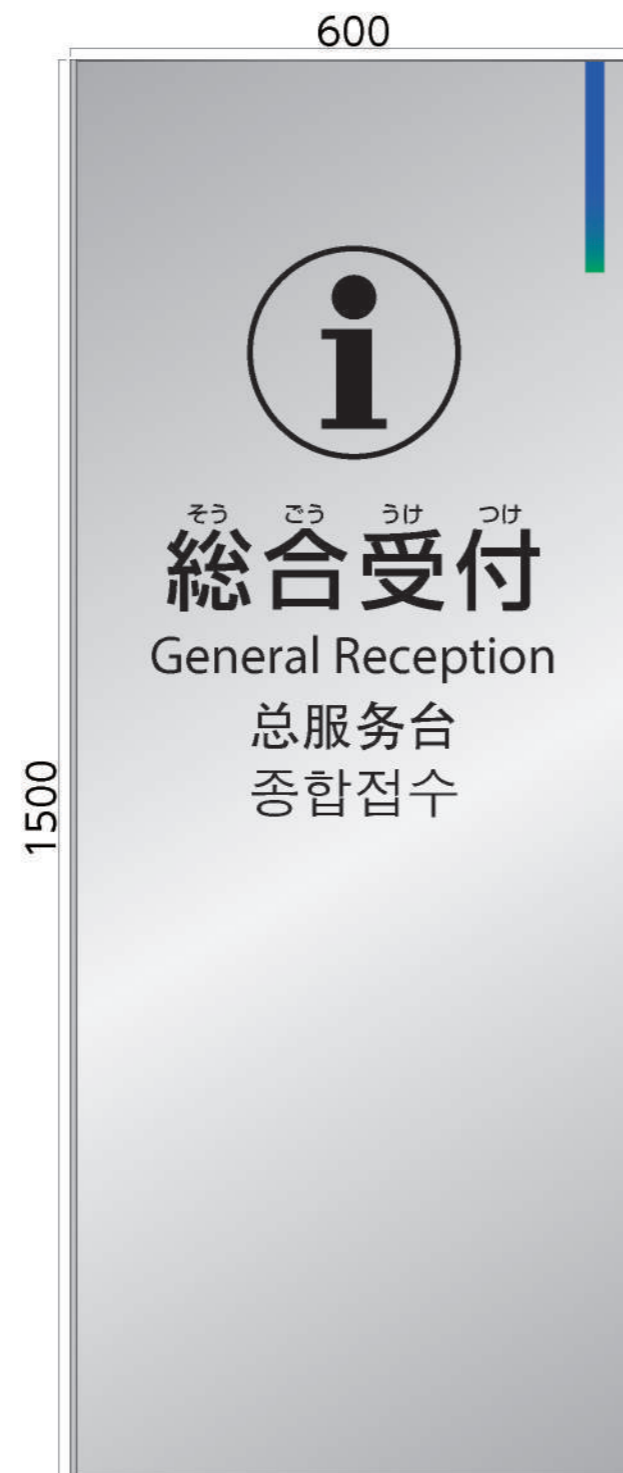 600
1500
i
そう ごう うけ つけ
総合受付
General Reception
总服务台
종합접수